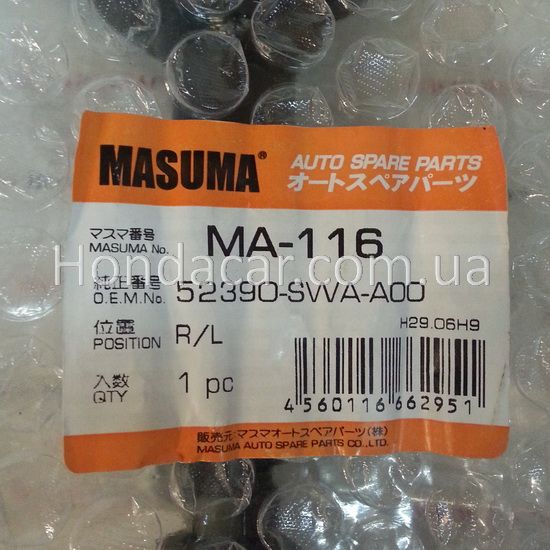 MASUMA® AUTO SPARE PARTS
オートスペアパーツ
マスマ番号 MA-116
MASUMA No.
純正番号 52390-SWA-A00
O.E.M.No.
H29.06H9
位置 R/L
POSITION
入数 1 pc
QTY
4560116662951
販売元:マスマオートスペアパーツ(株)
MASUMA AUTO SPARE PARTS CO.,LTD.
Hondacar.com.ua